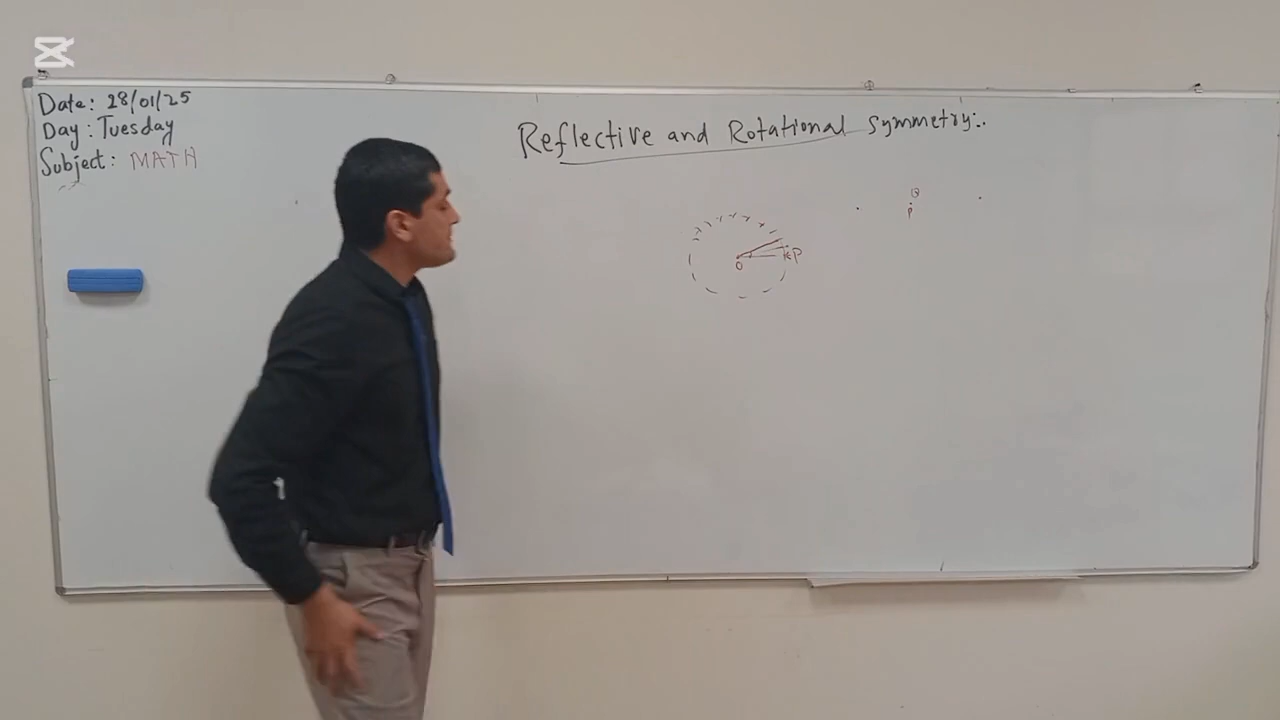 Date: 28/01/25
Day: Tuesday
Subject: MATH
Reflective and Rotational Symmetry:.
O
P
P